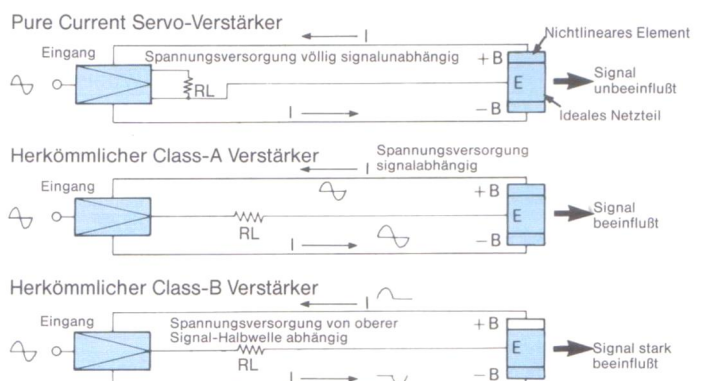 Pure Current Servo-Verstärker
I
Nichtlineares Element
Eingang
Spannungsversorgung völlig signalunabhängig
+B
RL
E
Signal
unbeeinflußt
I
−B
Ideales Netzteil
Herkömmlicher Class-A Verstärker
I
Spannungsversorgung
signalabhängig
Eingang
+B
RL
E
Signal
beeinflußt
I
−B
Herkömmlicher Class-B Verstärker
I
Eingang
Spannungsversorgung von oberer
Signal-Halbwelle abhängig
+B
RL
E
Signal stark
beeinflußt
I
−B